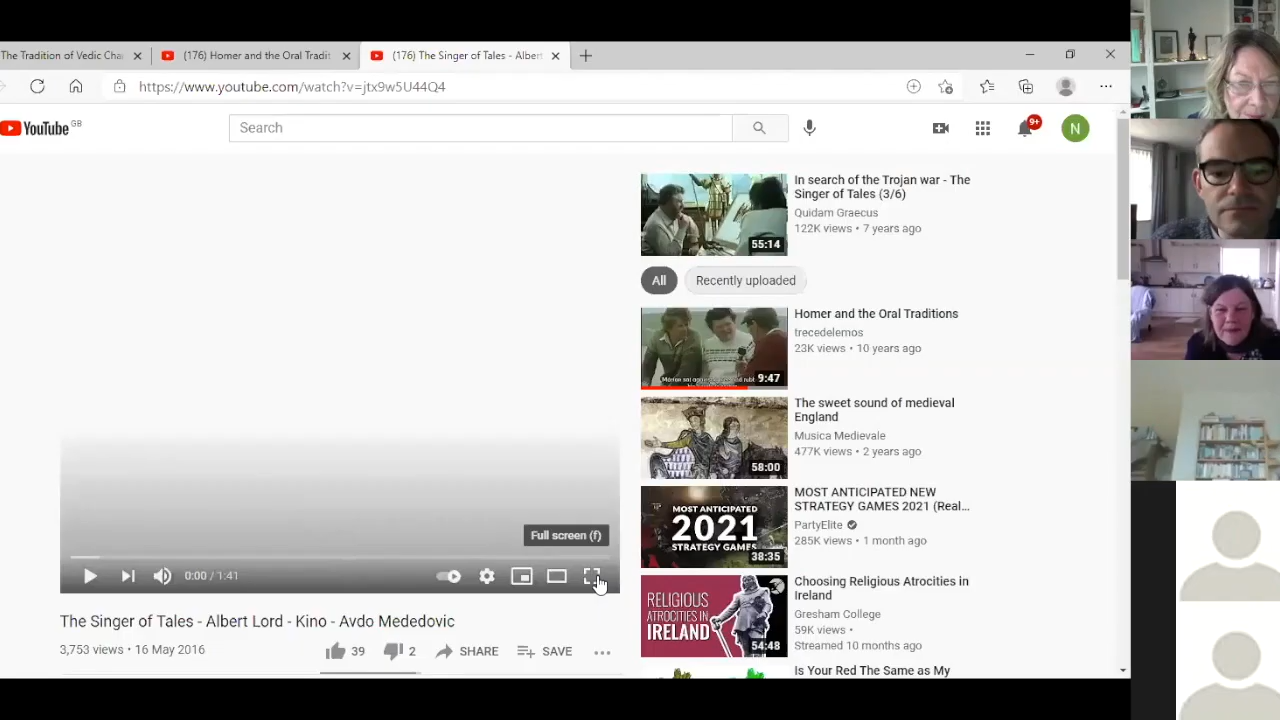 The Tradition of Vedic Cha
(176) Homer and the Oral Tradit
(176) The Singer of Tales - Albert
https://www.youtube.com/watch?v=jtx9w5U44Q4
YouTube GB
Search
9+
N
In search of the Trojan war - The
Singer of Tales (3/6)
Quidam Graecus
122K views • 7 years ago
55:14
All
Recently uploaded
Homer and the Oral Traditions
trecedelemos
23K views • 10 years ago
9:47
The sweet sound of medieval
England
Musica Medievale
477K views • 2 years ago
58:00
MOST ANTICIPATED
2021
STRATEGY GAMES
38:35
MOST ANTICIPATED NEW
STRATEGY GAMES 2021 (Real...
PartyElite
285K views • 1 month ago
Full screen (f)
0:00 / 1:41
RELIGIOUS
ATROCITIES IN
IRELAND
54:48
Choosing Religious Atrocities in
Ireland
Gresham College
59K views •
Streamed 10 months ago
The Singer of Tales - Albert Lord - Kino - Avdo Mededovic
3,753 views • 16 May 2016
39
2
SHARE
SAVE
Is Your Red The Same as My